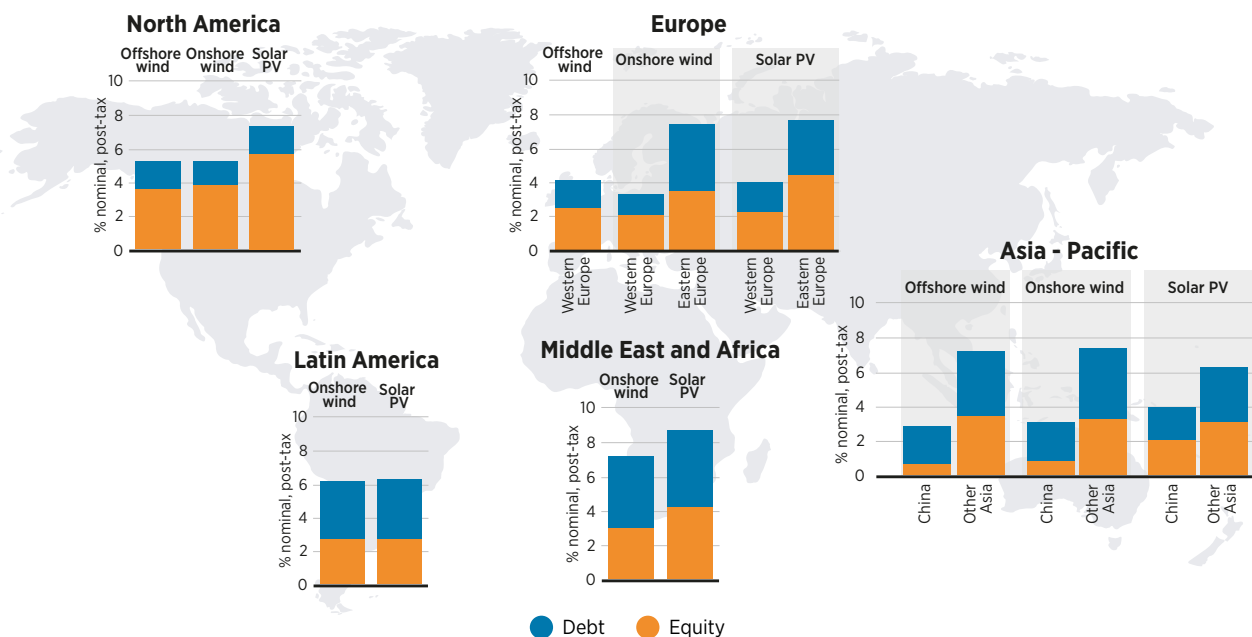 North America
Offshore wind
Onshore wind
Solar PV
% nominal, post-tax
10
8
6
4
2
0
Europe
Offshore wind
Onshore wind
Solar PV
% nominal, post-tax
10
8
6
4
2
0
Western Europe
Western Europe
Eastern Europe
Western Europe
Eastern Europe
Asia - Pacific
Offshore wind
Onshore wind
Solar PV
% nominal, post-tax
10
8
6
4
2
0
China
Other Asia
China
Other Asia
China
Other Asia
Latin America
Onshore wind
Solar PV
% nominal, post-tax
10
8
6
4
2
0
Middle East and Africa
Onshore wind
Solar PV
% nominal, post-tax
10
8
6
4
2
0
Debt
Equity